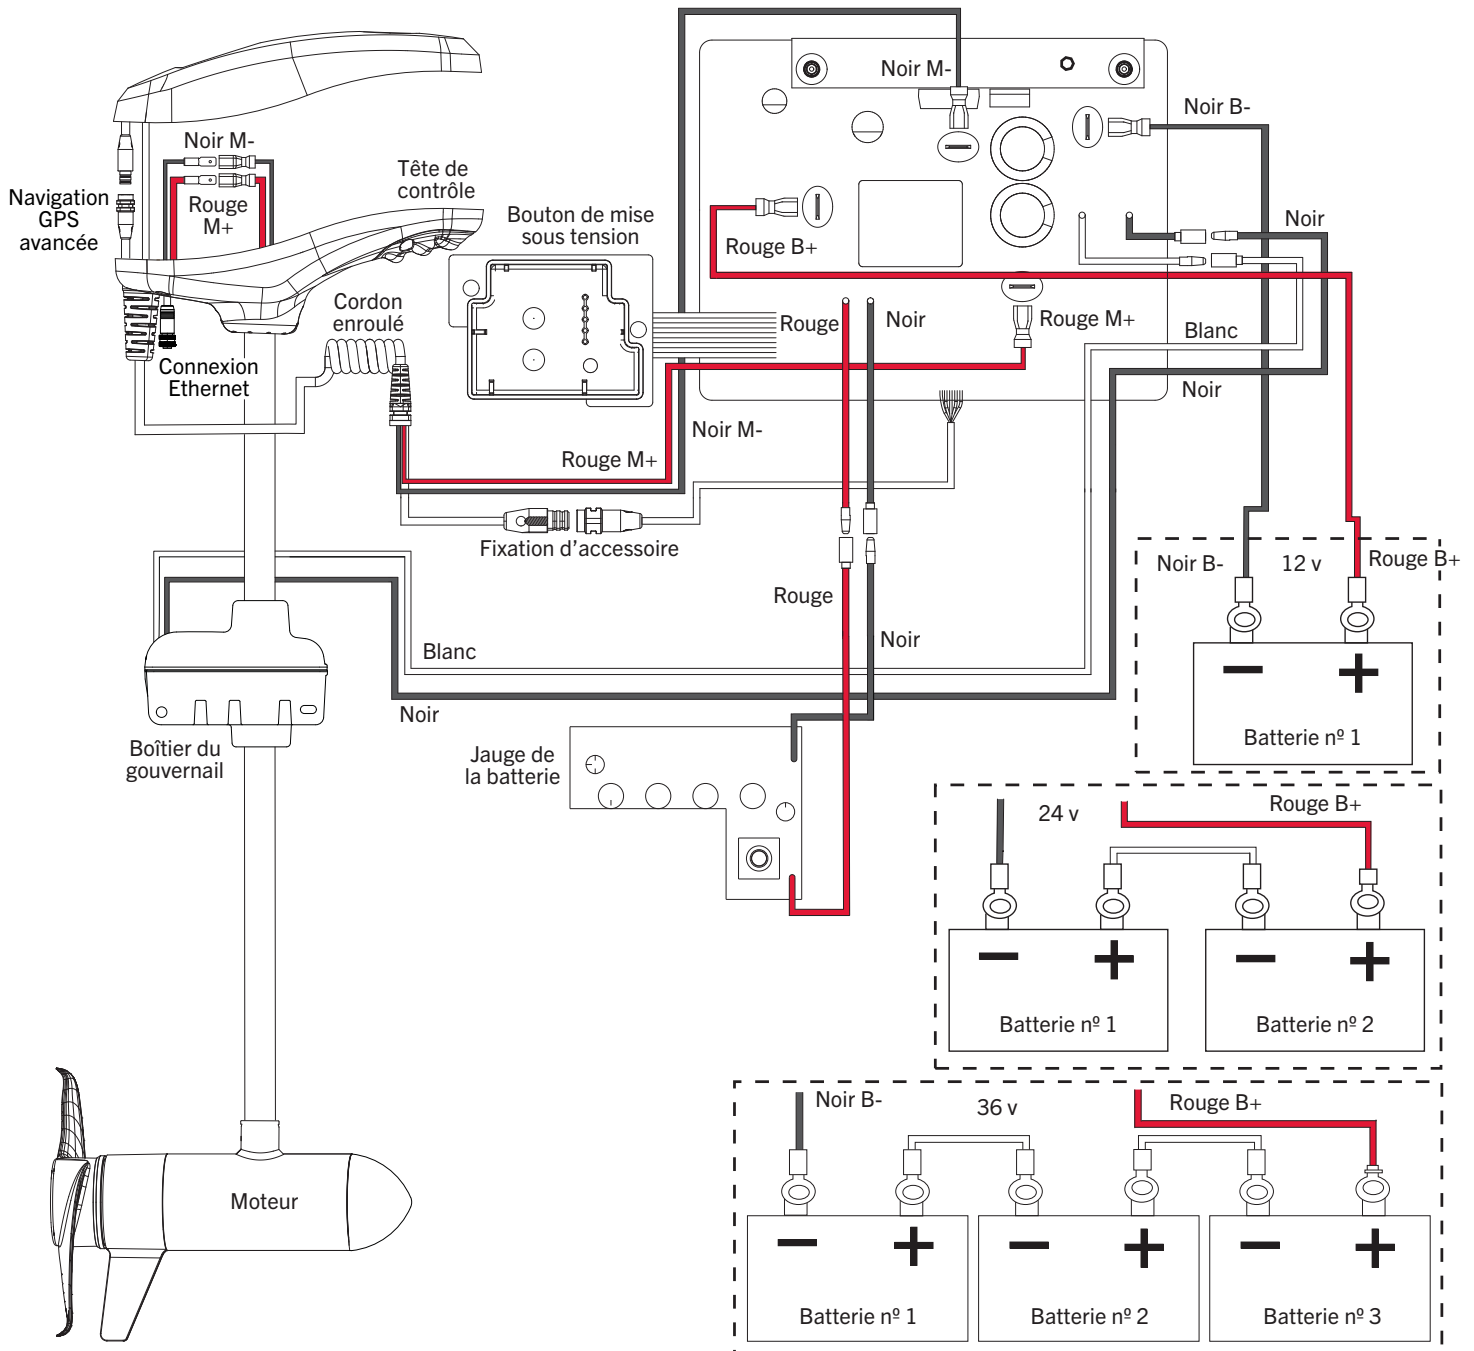 Noir M-
Noir B-
Noir M-
Tête de
contrôle
Navigation
GPS
avancée
Rouge
M+
Bouton de mise
sous tension
Rouge B+
Noir
Cordon
enroulé
Rouge
Noir
Rouge M+
Blanc
Connexion
Ethernet
Noir
Noir M-
Rouge M+
Fixation d'accessoire
Noir B-
12 v
Rouge B+
Rouge
Noir
Blanc
Noir
Batterie nº 1
Boîtier du
gouvernail
Jauge de
la batterie
24 v
Rouge B+
Batterie nº 1
Batterie nº 2
Noir B-
36 v
Rouge B+
Moteur
Batterie nº 1
Batterie nº 2
Batterie nº 3